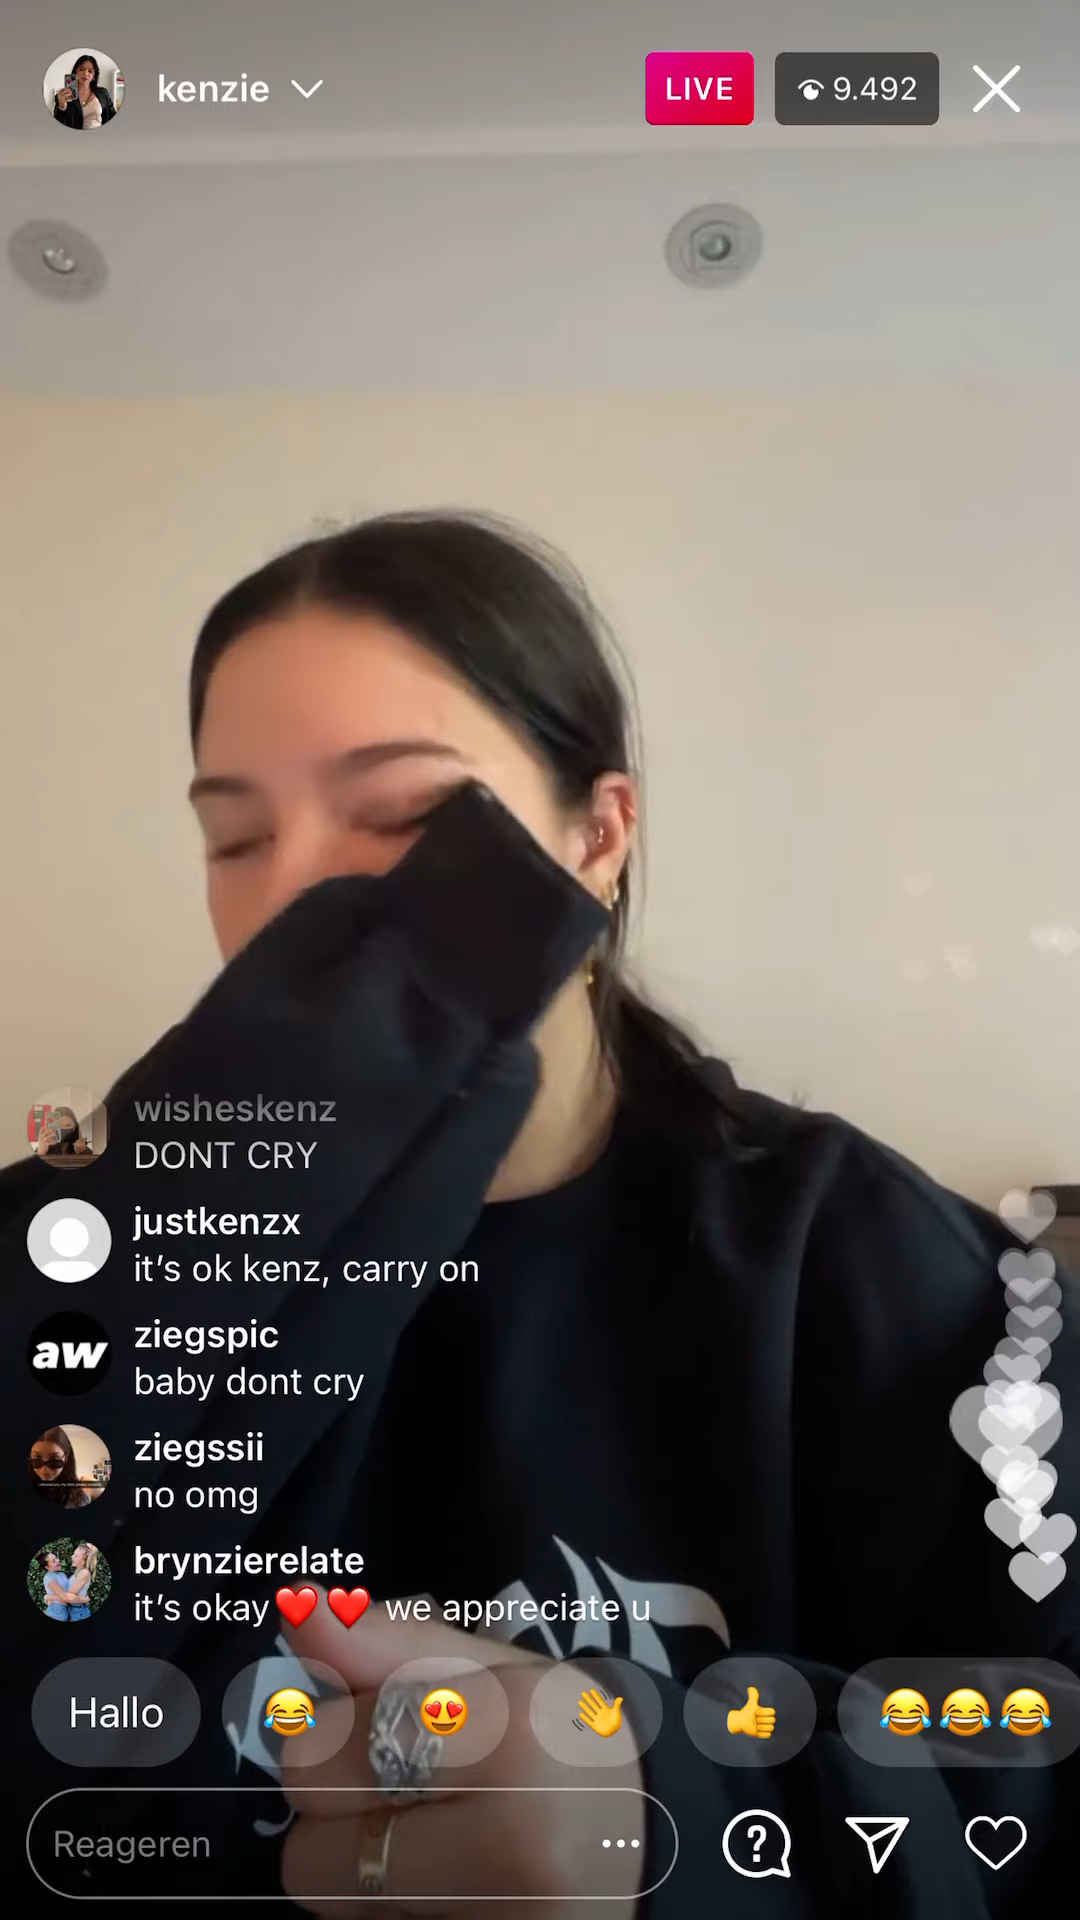 kenzie
LIVE
9.492
wisheskenz
DONT CRY
justkenzx
it’s ok kenz, carry on
aw
ziegspic
baby dont cry
ziegssii
no omg
brynzierelate
it’s okay❤️❤️ we appreciate u
Hallo 😂 😍 👋 👍 😂😂😂
Reageren